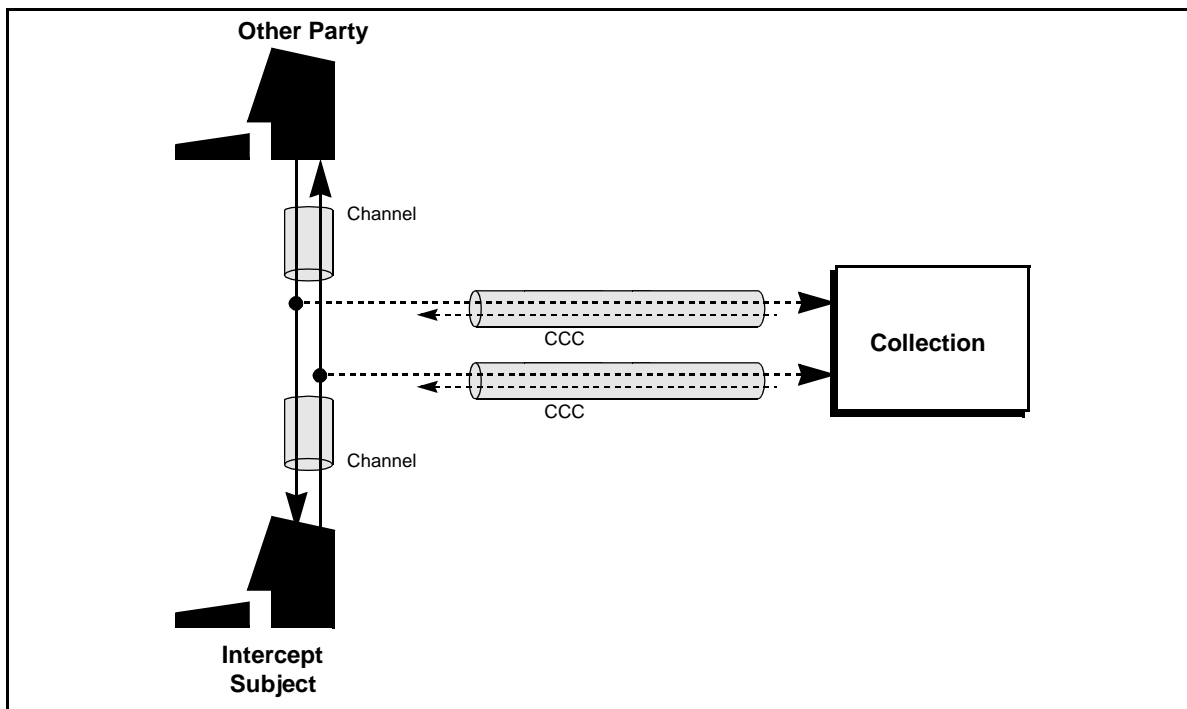 Other Party
Channel
CCC
Collection
CCC
Channel
Intercept
Subject